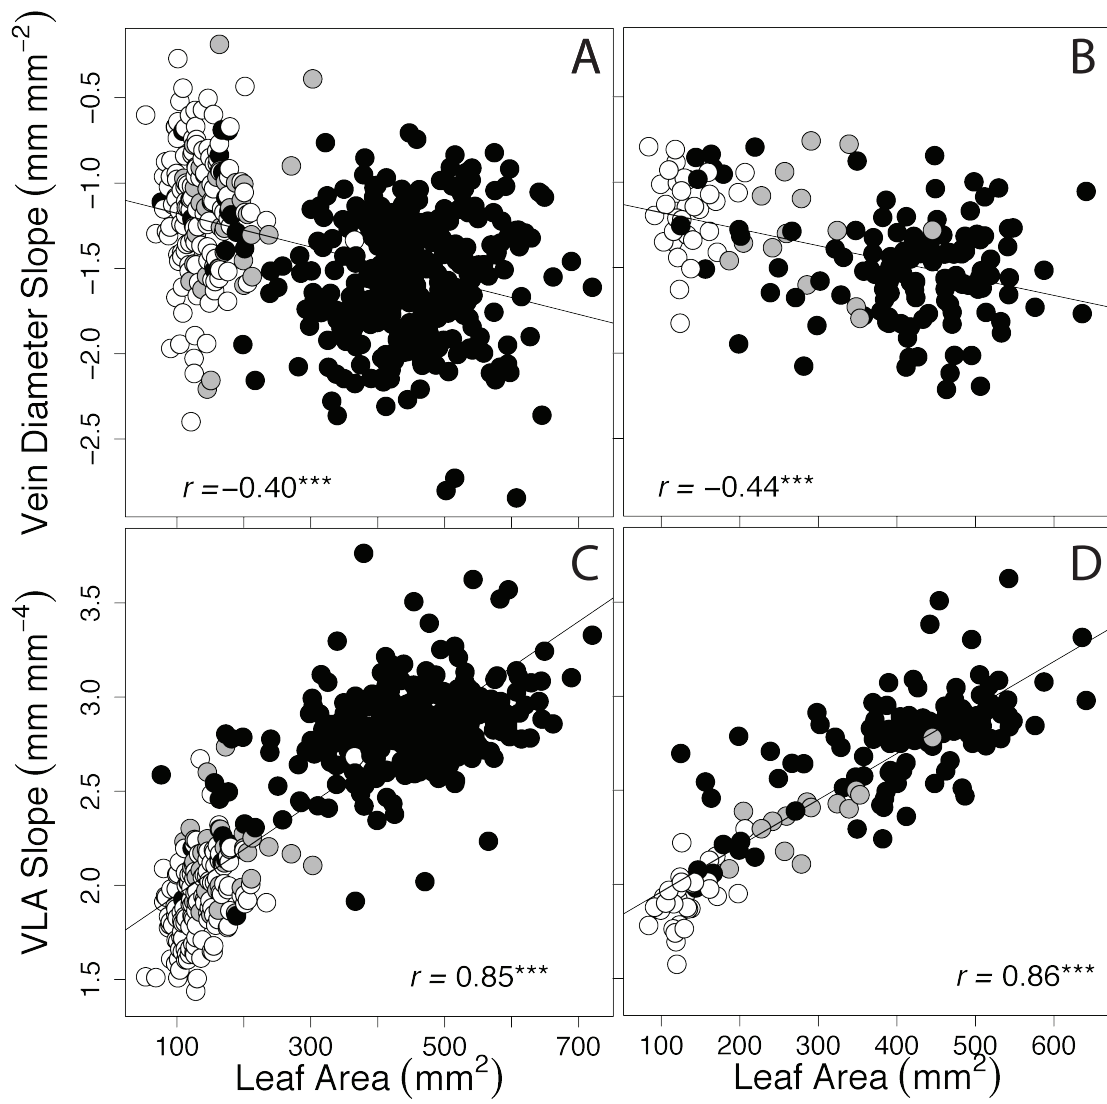 A
B
Vein Diameter Slope (mm mm−2)
−0.5
−1.0
−1.5
−2.0
−2.5
r =−0.40***
r = −0.44***
C
D
VLA Slope (mm mm−4)
3.5
3.0
2.5
2.0
1.5
r = 0.85***
r = 0.86***
100 300 500 700
100 200 300 400 500 600
Leaf Area (mm2)
Leaf Area (mm2)